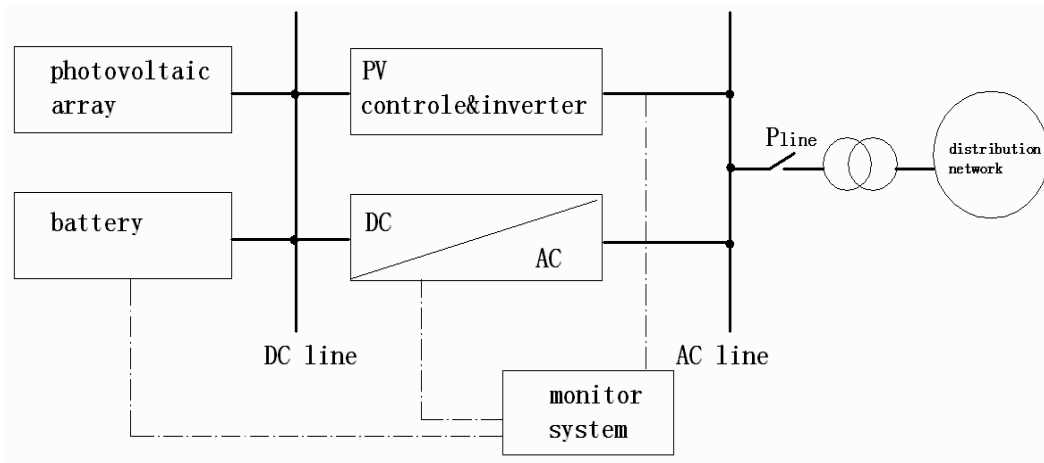 photovoltaic
array
PV
controle&inverter
Pline
distribution
network
battery
DC
AC
DC line
AC line
monitor
system